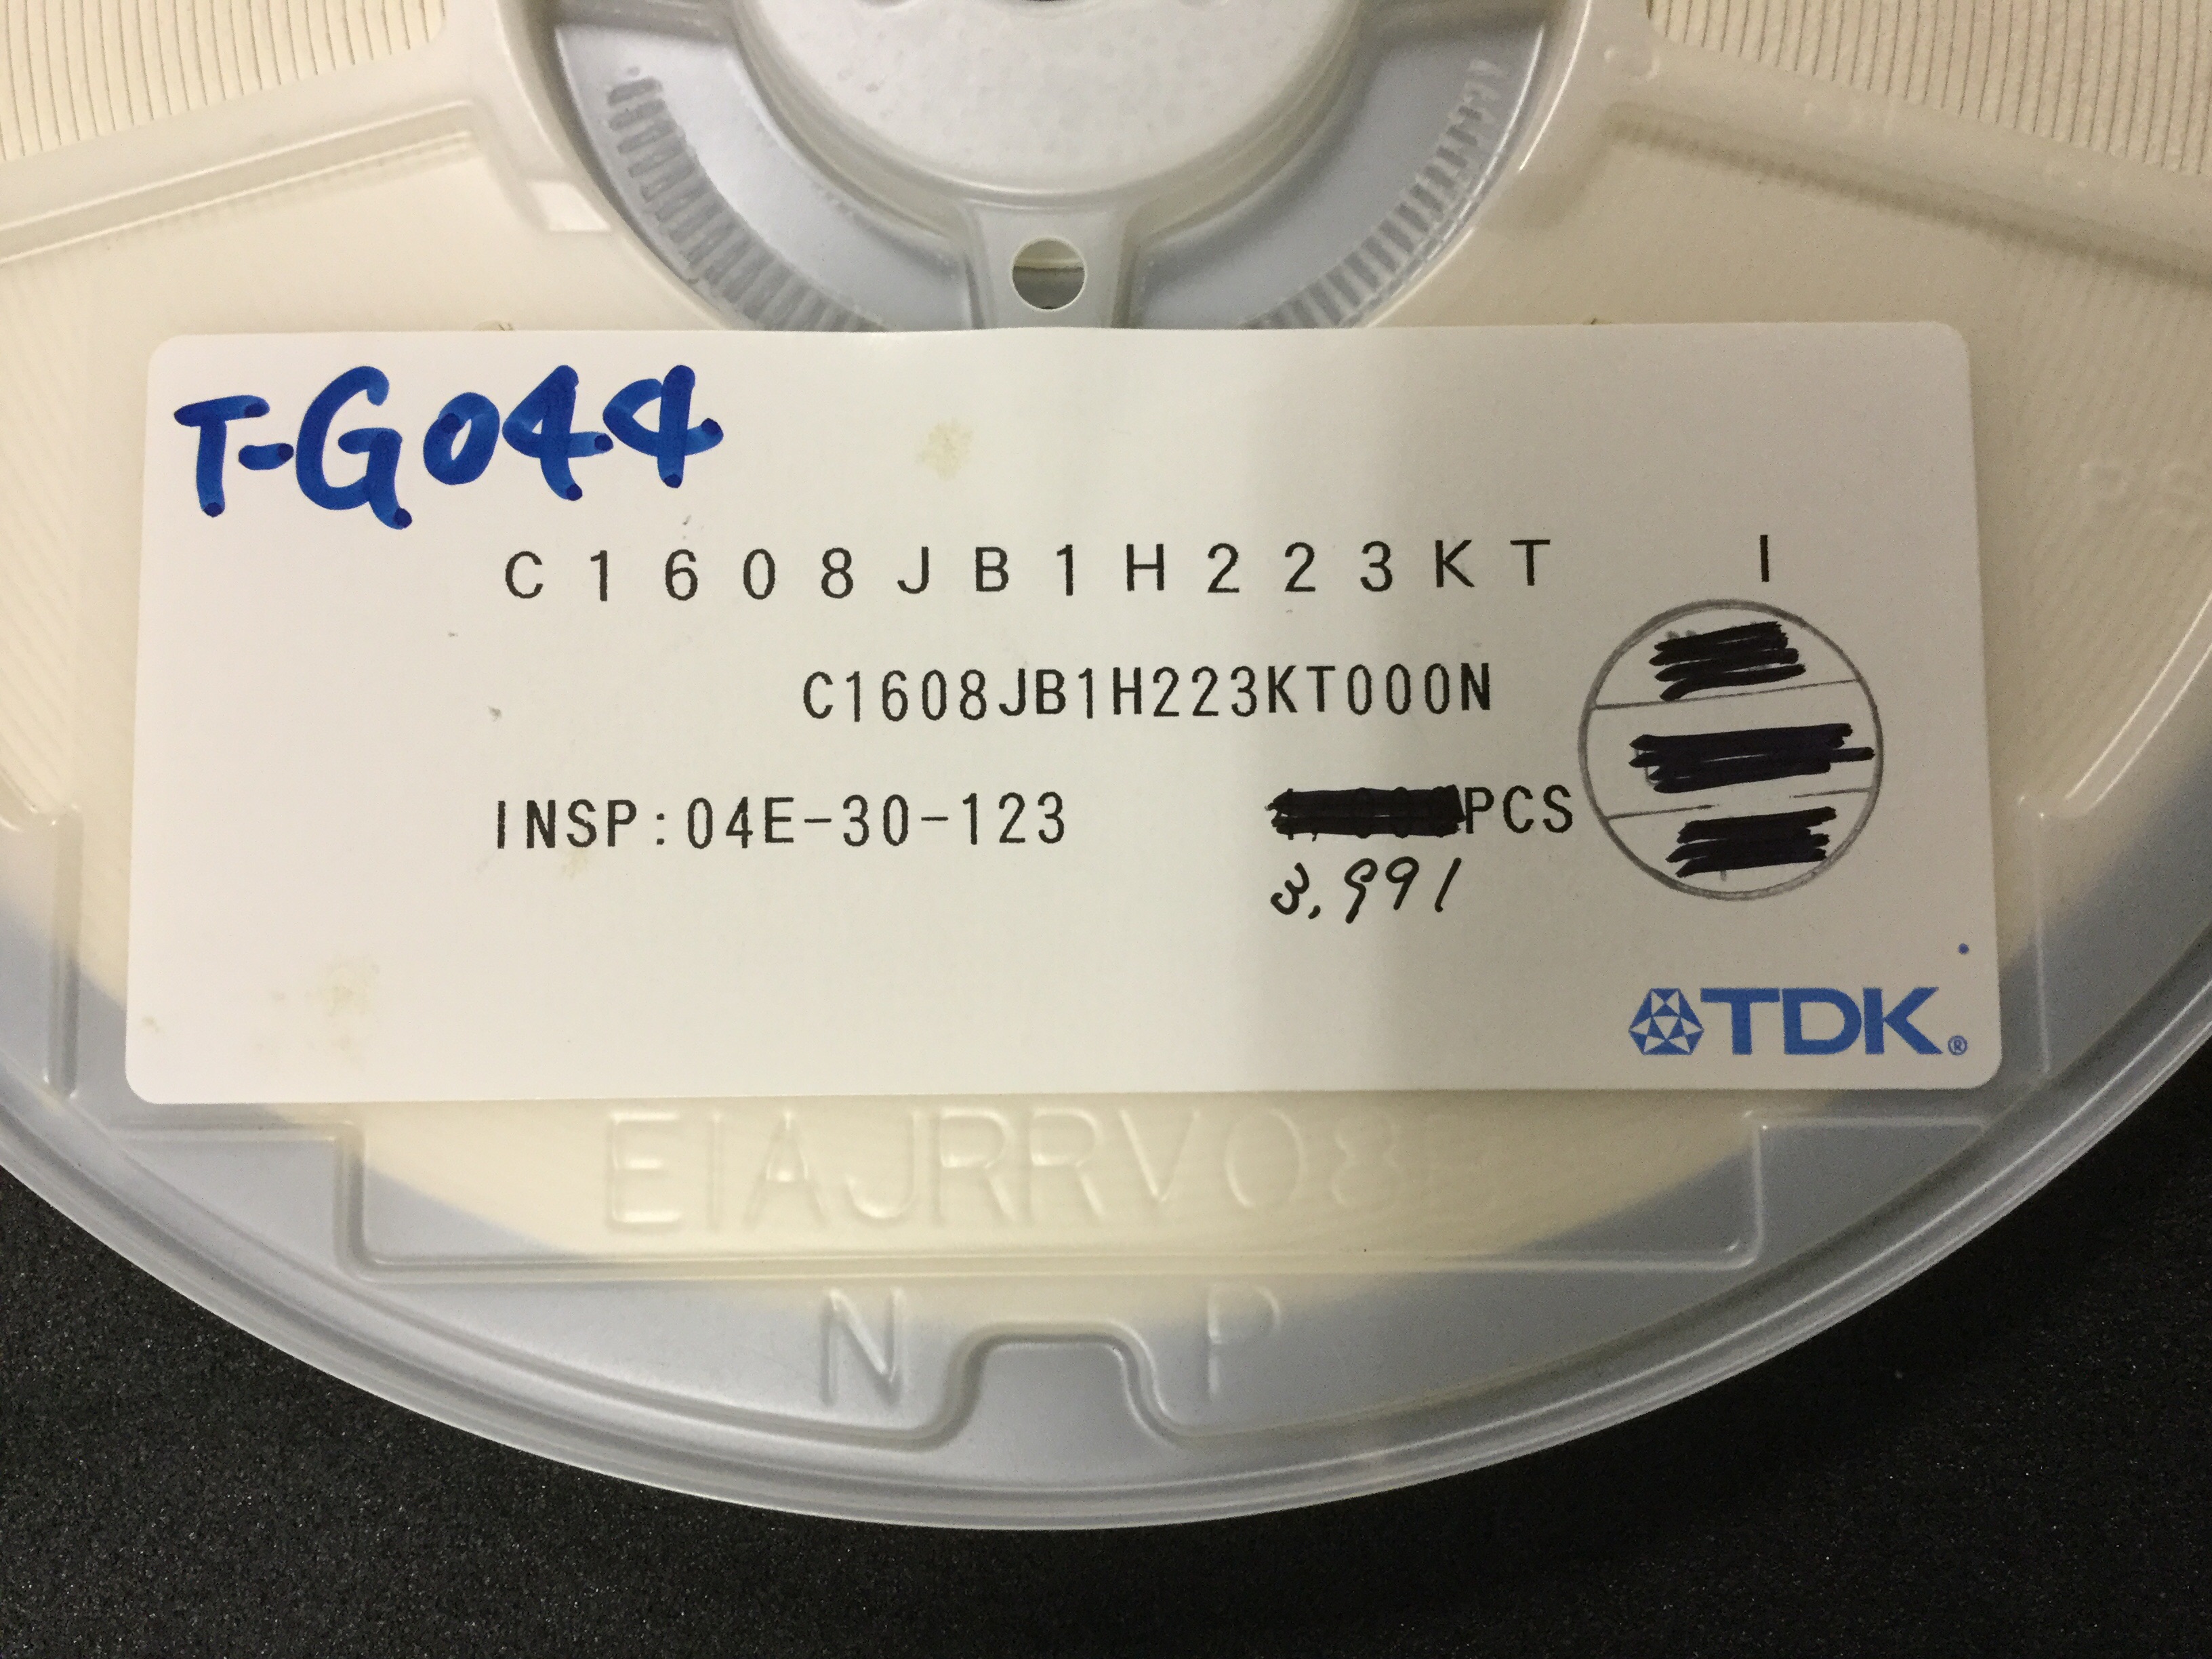 T-G044
C1608JB1H223KT I
C1608JB1H223KT000N
INSP:04E-30-123 PCS
3,991
TDK®
EIAJRRV08
N P